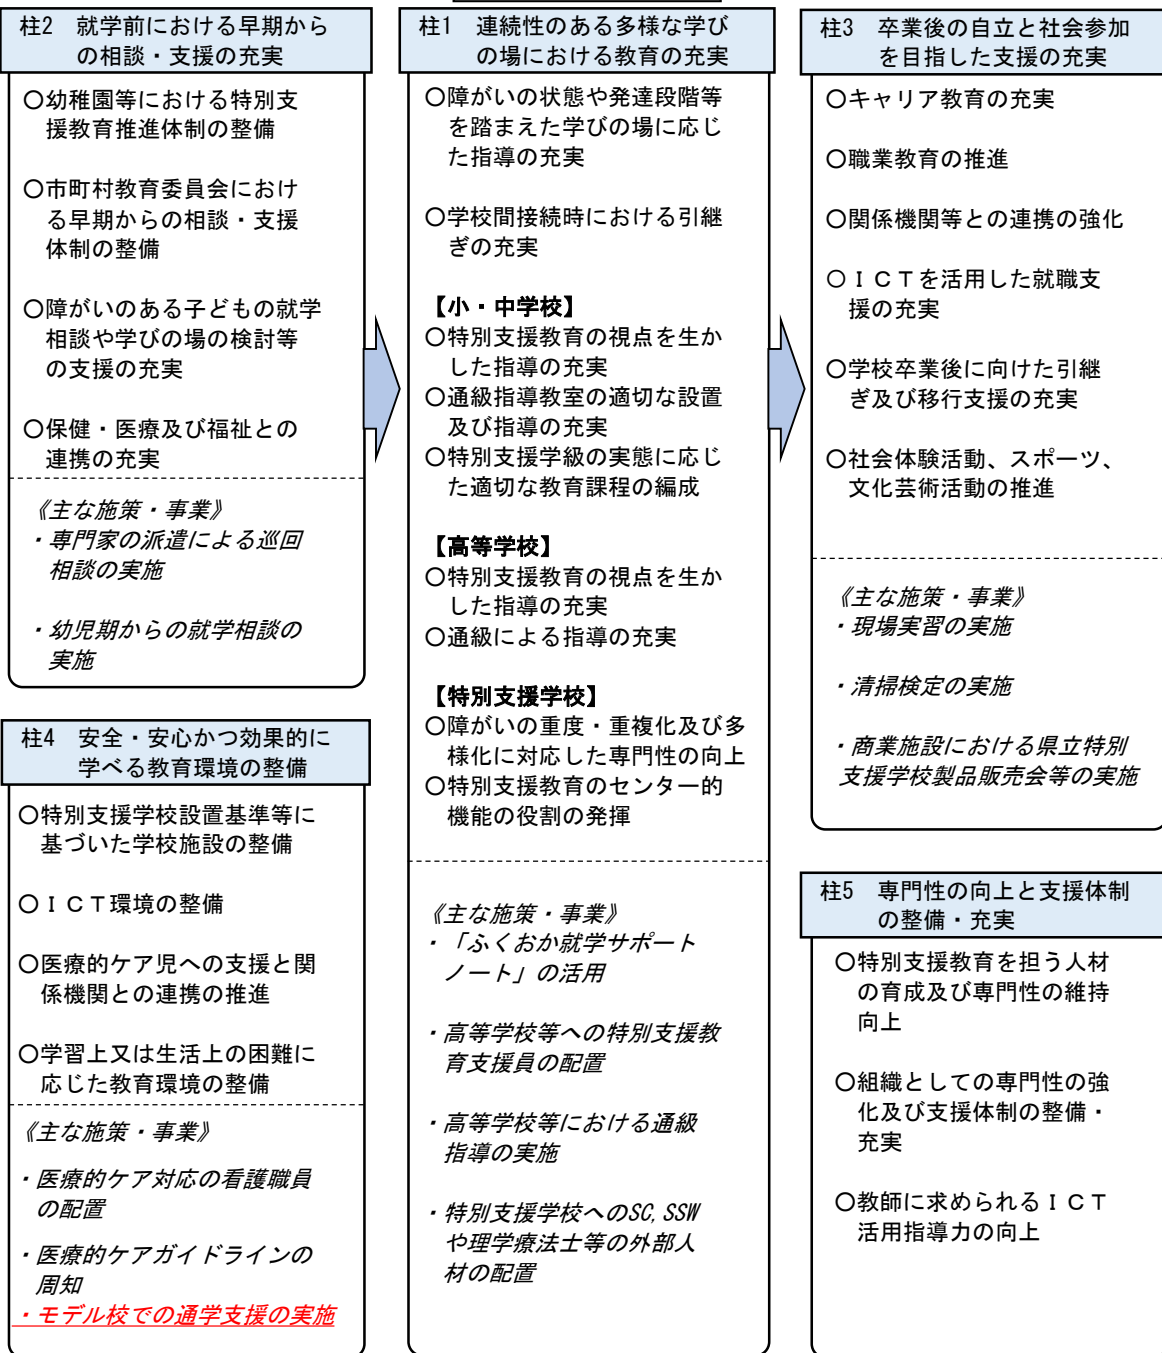 柱2　就学前における早期から
の相談・支援の充実
〇幼稚園等における特別支
援教育推進体制の整備
〇市町村教育委員会におけ
る早期からの相談・支援
体制の整備
〇障がいのある子どもの就学
相談や学びの場の検討等
の支援の充実
〇保健・医療及び福祉との
連携の充実
《主な施策・事業》
・専門家の派遣による巡回
相談の実施
・幼児期からの就学相談の
実施
柱1　連続性のある多様な学び
の場における教育の充実
〇障がいの状態や発達段階等
を踏まえた学びの場に応じ
た指導の充実
〇学校間接続時における引継
ぎの充実
【小・中学校】
〇特別支援教育の視点を生か
した指導の充実
〇通級指導教室の適切な設置
及び指導の充実
〇特別支援学級の実態に応じ
た適切な教育課程の編成
【高等学校】
〇特別支援教育の視点を生か
した指導の充実
〇通級による指導の充実
【特別支援学校】
〇障がいの重度・重複化及び多
様化に対応した専門性の向上
〇特別支援教育のセンター的
機能の役割の発揮
《主な施策・事業》
・「ふくおか就学サポート
ノート」の活用
・高等学校等への特別支援教
育支援員の配置
・高等学校等における通級
指導の実施
・特別支援学校へのSC,SSW
や理学療法士等の外部人
材の配置
柱3　卒業後の自立と社会参加
を目指した支援の充実
〇キャリア教育の充実
〇職業教育の推進
〇関係機関等との連携の強化
〇ＩＣＴを活用した就職支
援の充実
〇学校卒業後に向けた引継
ぎ及び移行支援の充実
〇社会体験活動、スポーツ、
文化芸術活動の推進
《主な施策・事業》
・現場実習の実施
・清掃検定の実施
・商業施設における県立特別
支援学校製品販売会等の実施
柱4　安全・安心かつ効果的に
学べる教育環境の整備
〇特別支援学校設置基準等に
基づいた学校施設の整備
〇ＩＣＴ環境の整備
〇医療的ケア児への支援と関
係機関との連携の推進
〇学習上又は生活上の困難に
応じた教育環境の整備
《主な施策・事業》
・医療的ケア対応の看護職員
の配置
・医療的ケアガイドラインの
周知
・モデル校での通学支援の実施
柱5　専門性の向上と支援体制
の整備・充実
〇特別支援教育を担う人材
の育成及び専門性の維持
向上
〇組織としての専門性の強
化及び支援体制の整備・
充実
〇教師に求められるＩＣＴ
活用指導力の向上